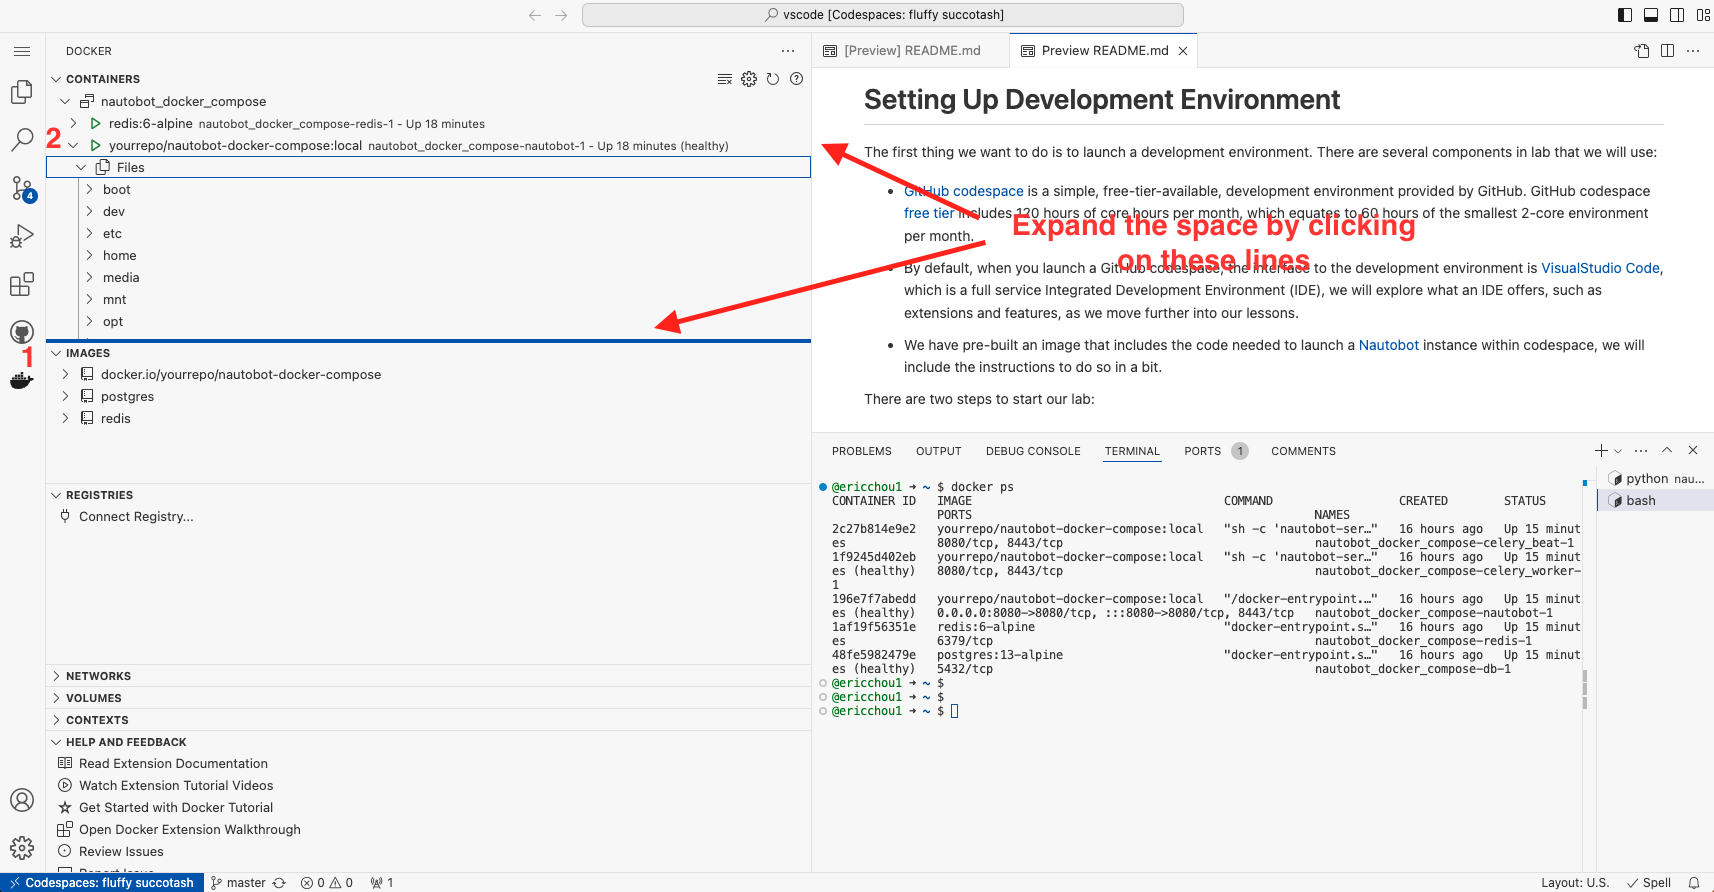 vscode [Codespaces: fluffy succotash]
DOCKER
CONTAINERS
nautobot_docker_compose
redis:6-alpine nautobot_docker_compose-redis-1 - Up 18 minutes
2
yourrepo/nautobot-docker-compose:local nautobot_docker_compose-nautobot-1 - Up 18 minutes (healthy)
Files
boot
dev
etc
home
media
mnt
opt
4
1
IMAGES
docker.io/yourrepo/nautobot-docker-compose
postgres
redis
REGISTRIES
Connect Registry...
NETWORKS
VOLUMES
CONTEXTS
HELP AND FEEDBACK
Read Extension Documentation
Watch Extension Tutorial Videos
Get Started with Docker Tutorial
Open Docker Extension Walkthrough
Review Issues
Report Issue
[Preview] README.md
Preview README.md
Setting Up Development Environment
The first thing we want to do is to launch a development environment. There are several components in lab that we will use:
• GitHub codespace is a simple, free-tier-available, development environment provided by GitHub. GitHub codespace
free tier includes 120 hours of core hours per month, which equates to 60 hours of the smallest 2-core environment
per month.
Expand the space by clicking
on these lines
• By default, when you launch a GitHub codespace, the interface to the development environment is VisualStudio Code,
which is a full service Integrated Development Environment (IDE), we will explore what an IDE offers, such as
extensions and features, as we move further into our lessons.
• We have pre-built an image that includes the code needed to launch a Nautobot instance within codespace, we will
include the instructions to do so in a bit.
There are two steps to start our lab:
PROBLEMS OUTPUT DEBUG CONSOLE TERMINAL PORTS 1 COMMENTS
@ericchou1 → ~ $ docker ps
CONTAINER ID IMAGE COMMAND CREATED STATUS
PORTS NAMES
2c27b814e9e2 yourrepo/nautobot-docker-compose:local "sh -c 'nautobot-ser…" 16 hours ago Up 15 minut
es 8080/tcp, 8443/tcp nautobot_docker_compose-celery_beat-1
1f9245d402eb yourrepo/nautobot-docker-compose:local "sh -c 'nautobot-ser…" 16 hours ago Up 15 minut
es (healthy) 8080/tcp, 8443/tcp nautobot_docker_compose-celery_worker-
1
196e7f7abedd yourrepo/nautobot-docker-compose:local "/docker-entrypoint.…" 16 hours ago Up 15 minut
es (healthy) 0.0.0.0:8080->8080/tcp, :::8080->8080/tcp, 8443/tcp nautobot_docker_compose-nautobot-1
1af19f56351e redis:6-alpine "docker-entrypoint.s…" 16 hours ago Up 15 minut
es 6379/tcp nautobot_docker_compose-redis-1
48fe5982479e postgres:13-alpine "docker-entrypoint.s…" 16 hours ago Up 15 minut
es (healthy) 5432/tcp nautobot_docker_compose-db-1
@ericchou1 → ~ $
@ericchou1 → ~ $
@ericchou1 → ~ $
python nau...
bash
Codespaces: fluffy succotash master 0 0 1 Layout: U.S. Spell